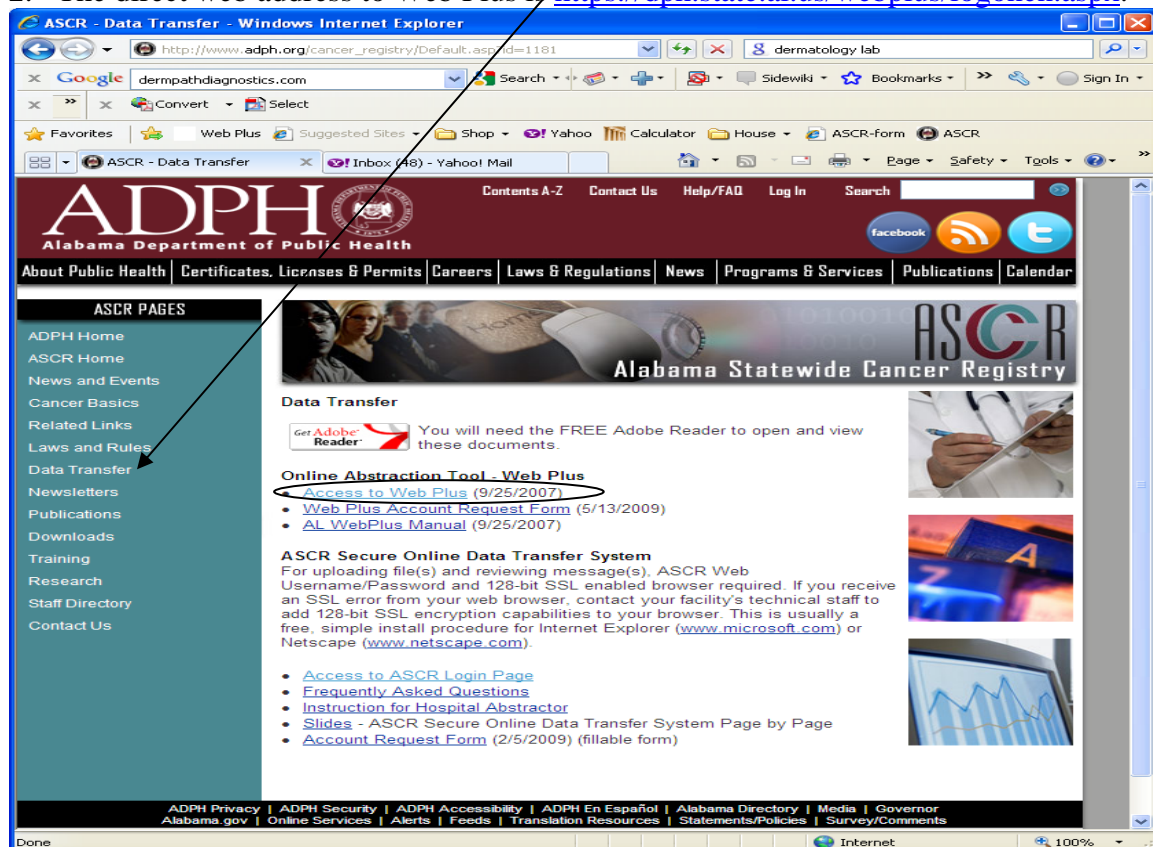 2. The direct web address to Web Plus is https://dph.state.al.us/webplus/logonen.aspx.
ASCR - Data Transfer - Windows Internet Explorer
http://www.adph.org/cancer_registry/Default.asp?id=1181
dermatology lab
Google dermpathdiagnostics.com Search Sidewiki Bookmarks >> Sign In
x >> x Convert Select
Favorites Web Plus Suggested Sites Shop Yahoo Calculator House ASCR-form ASCR
ASCR - Data Transfer Inbox (48) - Yahoo! Mail Page Safety Tools >>
Contents A-Z Contact Us Help/FAQ Log In Search
ADPH
Alabama Department of Public Health
facebook
About Public Health Certificates, Licenses & Permits Careers Laws & Regulations News Programs & Services Publications Calendar
ASCR PAGES
ADPH Home
ASCR Home
News and Events
Cancer Basics
Related Links
Laws and Rules
Data Transfer
Newsletters
Publications
Downloads
Training
Research
Staff Directory
Contact Us
ASCR
Alabama Statewide Cancer Registry
Data Transfer
Get Adobe Reader
You will need the FREE Adobe Reader to open and view
these documents.
Online Abstraction Tool - Web Plus
• Access to Web Plus (9/25/2007)
• Web Plus Account Request Form (5/13/2009)
• AL WebPlus Manual (9/25/2007)
ASCR Secure Online Data Transfer System
For uploading file(s) and reviewing message(s), ASCR Web
Username/Password and 128-bit SSL enabled browser required. If you receive
an SSL error from your web browser, contact your facility's technical staff to
add 128-bit SSL encryption capabilities to your browser. This is usually a
free, simple install procedure for Internet Explorer (www.microsoft.com) or
Netscape (www.netscape.com).
• Access to ASCR Login Page
• Frequently Asked Questions
• Instruction for Hospital Abstractor
• Slides - ASCR Secure Online Data Transfer System Page by Page
• Account Request Form (2/5/2009) (fillable form)
ADPH Privacy | ADPH Security | ADPH Accessibility | ADPH En Español | Alabama Directory | Media | Governor
Alabama.gov | Online Services | Alerts | Feeds | Translation Resources | Statements/Policies | Survey/Comments
Done Internet 100%